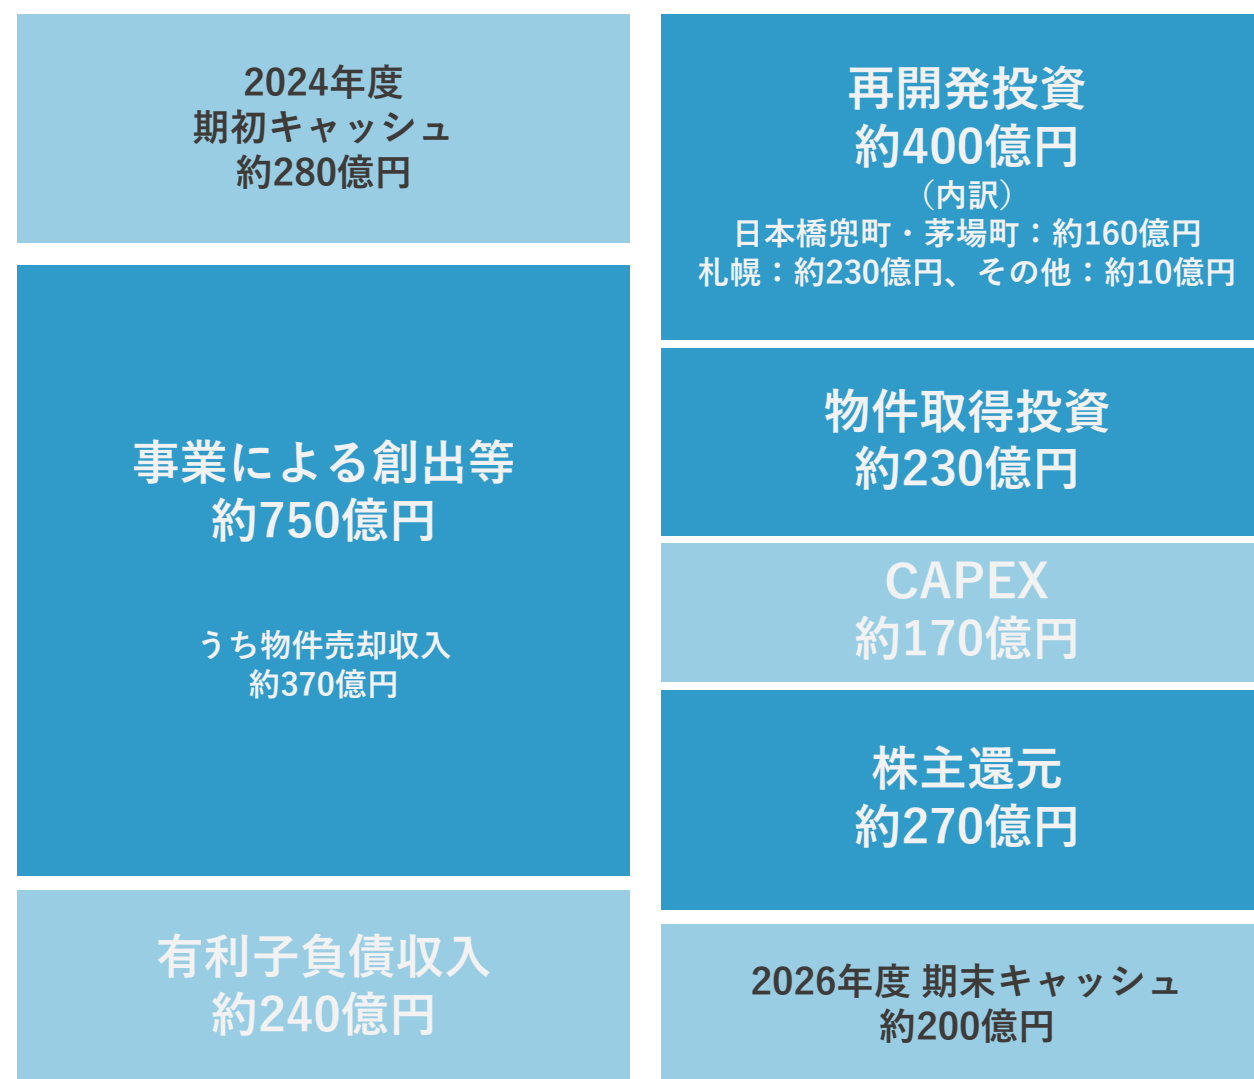 2024年度
期初キャッシュ
約280億円
事業による創出等
約750億円
うち物件売却収入
約370億円
有利子負債収入
約240億円
再開発投資
約400億円
（内訳）
日本橋兜町・茅場町：約160億円
札幌：約230億円、その他：約10億円
物件取得投資
約230億円
CAPEX
約170億円
株主還元
約270億円
2026年度 期末キャッシュ
約200億円